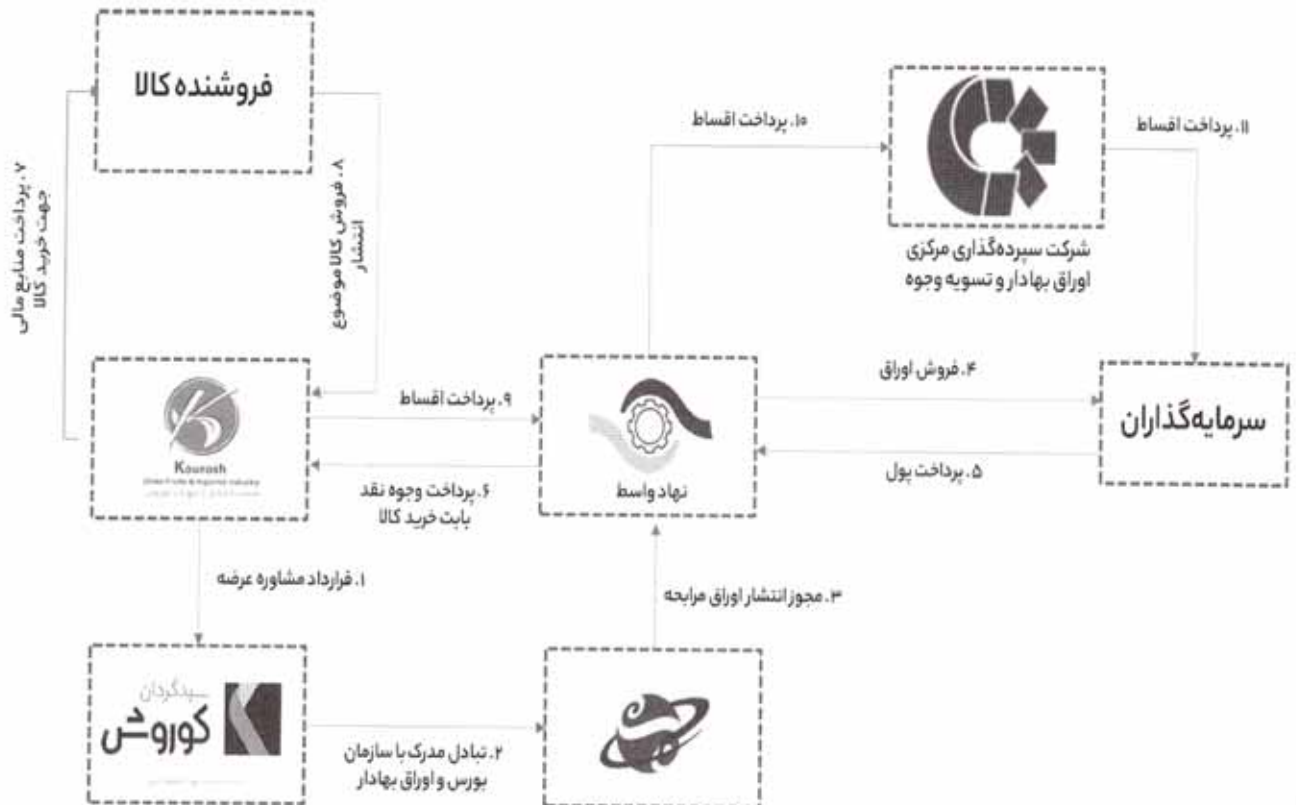 فروشنده کالا
۷. پرداخت منابع مالی
جهت خرید کالا
۸. فروش کالا موضوع
انتشار
۱۰. پرداخت اقساط
۱۱. پرداخت اقساط
شرکت سپرده‌گذاری مرکزی
اوراق بهادار و تسویه وجوه
Kourosh
۹. پرداخت اقساط
۶. پرداخت وجوه نقد
بابت خرید کالا
نهاد واسط
۴. فروش اوراق
۵. پرداخت پول
سرمایه‌گذاران
۱. قرارداد مشاوره عرضه
۳. مجوز انتشار اوراق مرابحه
سبدگردان
کوروش
۲. تبادل مدرک با سازمان
بورس و اوراق بهادار